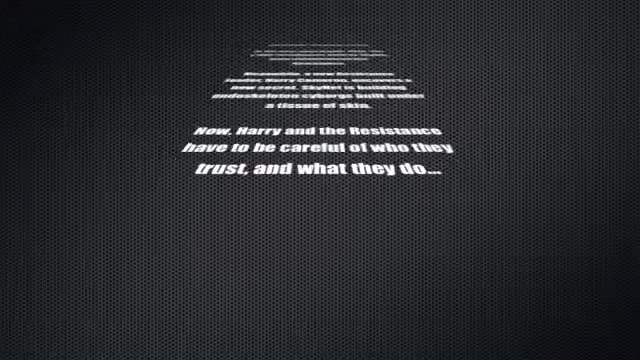 Meanwhile, a new Resistance
leader, Harry Cameron, uncovers a
new secret. SkyNet is building
endoskeleton cyborgs built under
a tissue of skin.
Now, Harry and the Resistance
have to be careful of who they
trust, and what they do...